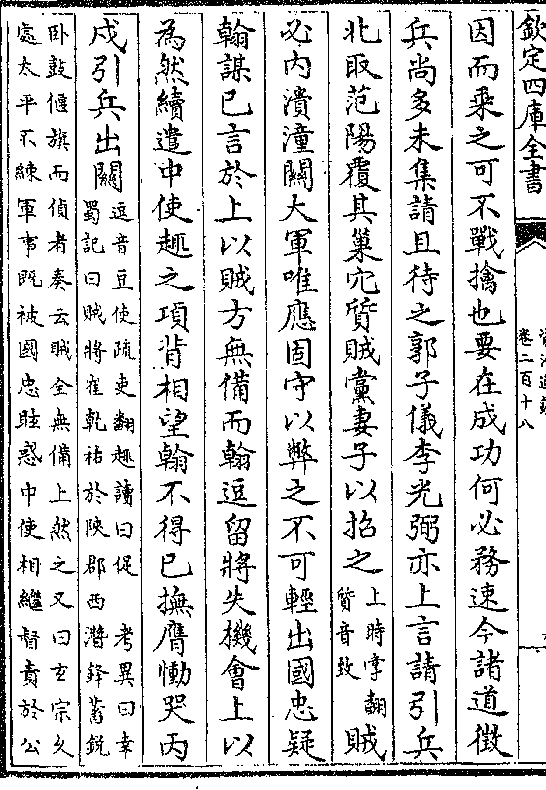 欽定四庫全書
卷二百十八
因而乘之可不戰擒也要在成功何必務速今諸道徵
兵尚多未集請且待之郭子儀李光弼亦上言請引兵
北取范陽覆其巢穴質賊黨妻子以招之
上時掌翻
質音致
賊
必內潰潼關大軍唯應固守以弊之不可輕出國忠疑
翰謀已言於上以賊方無備而翰逗留將失機會上以
為然續遣中使趣之項背相望翰不得已撫膺慟哭丙
戍引兵出關
逗音豆使疏吏翻趣讀曰促　考異曰幸
蜀記曰賊將崔乾祐於陜郡西潛鋒蓄鋭
卧鼓偃旗而偵者奏云賊全無備上然之又曰玄宗久
處太平不練軍事既被國忠眩惑中使相繼督責於公